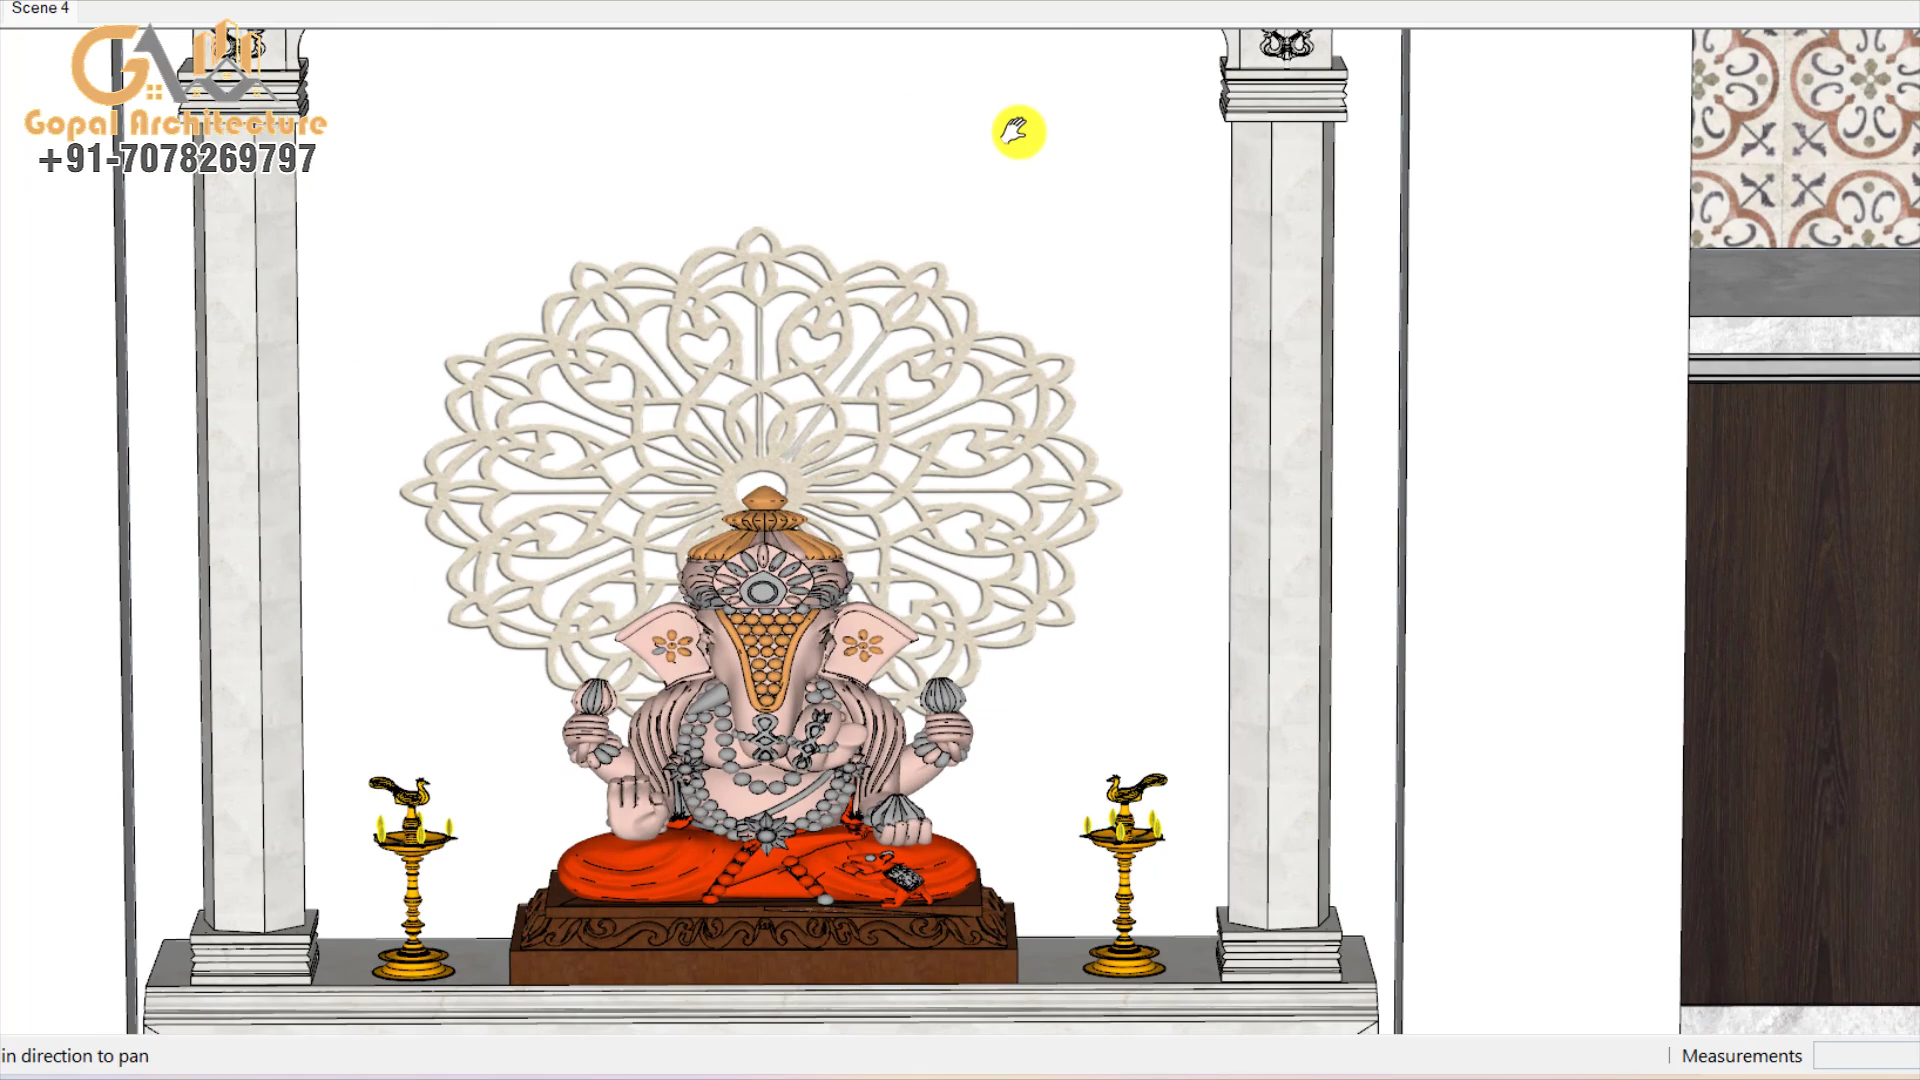 Scene 4
Gopal Architecture
+91-7078269797
in direction to pan
Measurements